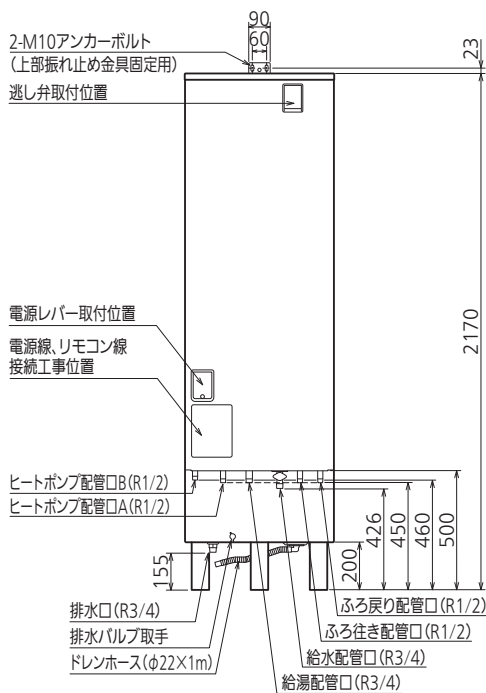 90
60
23
2-M10アンカーボルト
(上部振れ止め金具固定用)
逃し弁取付位置
2170
電源レバー取付位置
電源線、リモコン線
接続工事位置
ヒートポンプ配管口B(R1/2)
ヒートポンプ配管口A(R1/2)
155
200
426
450
460
500
排水口(R3/4)
排水バルブ取手
ドレンホース(φ22×1m)
ふろ戻り配管口(R1/2)
ふろ往き配管口(R1/2)
給水配管口(R3/4)
給湯配管口(R3/4)